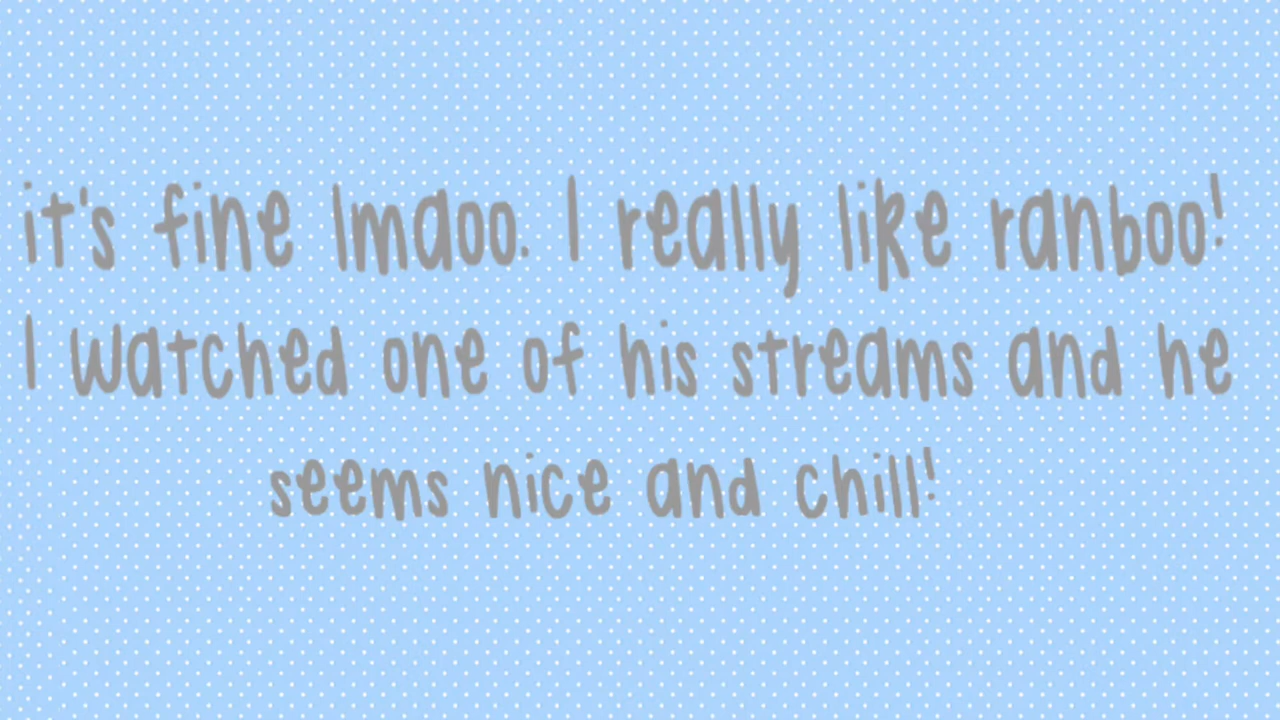 it's fine lmaoo. I really like ranboo!
I watched one of his streams and he
seems nice and chill!